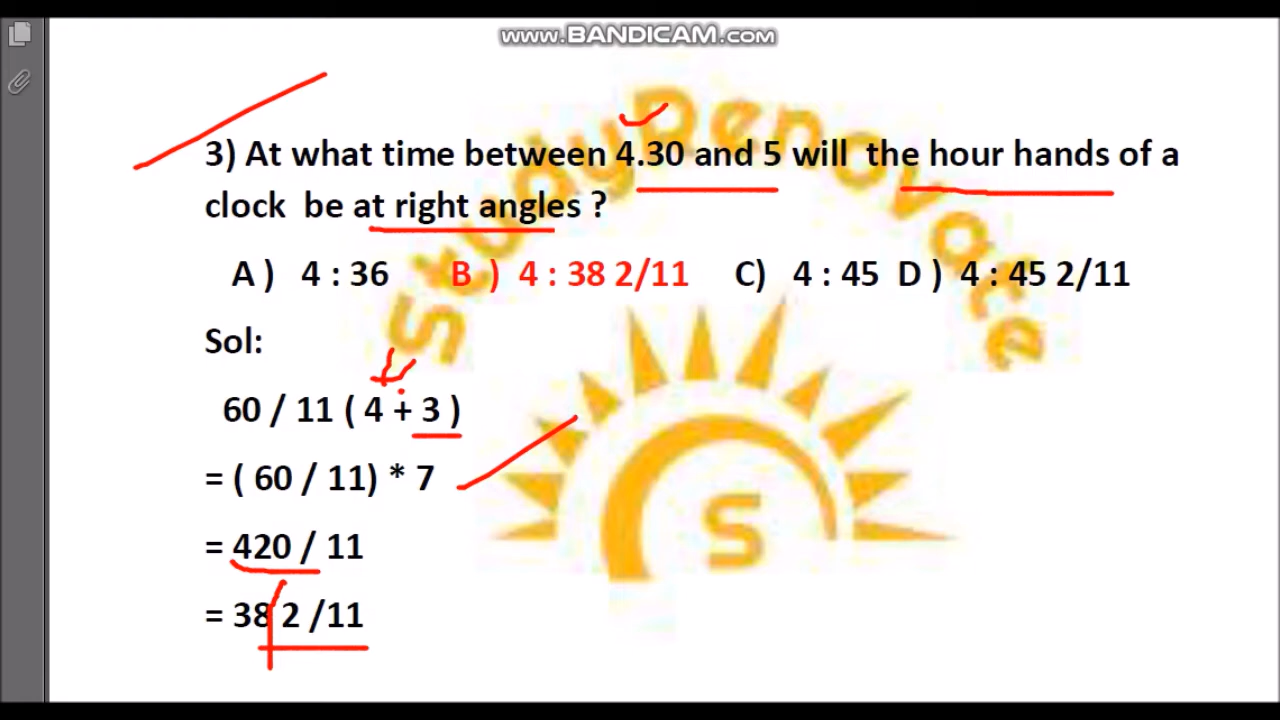 www.BANDICAM.com
StudyRenovate
3) At what time between 4.30 and 5 will the hour hands of a
clock be at right angles ?
A ) 4 : 36 B ) 4 : 38 2/11 C) 4 : 45 D ) 4 : 45 2/11
Sol:
60 / 11 ( 4 + 3 )
= ( 60 / 11) * 7
= 420 / 11
= 38 2 /11
S